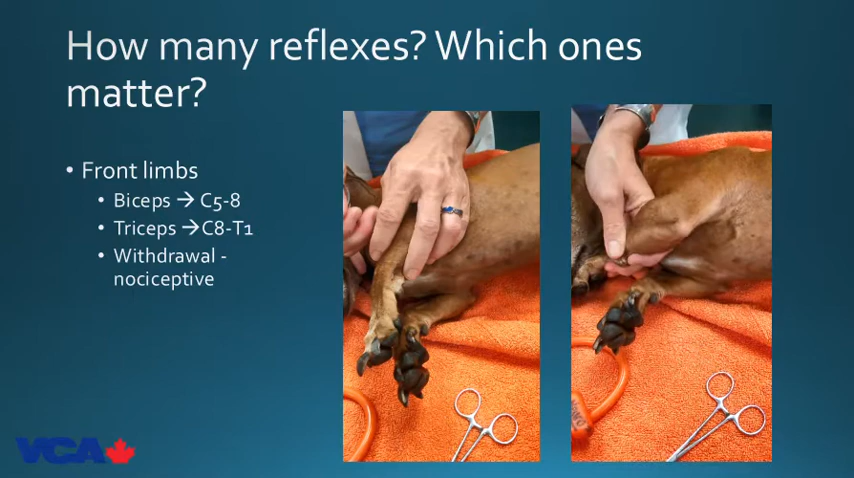 How many reflexes? Which ones
matter?
• Front limbs
• Biceps → C5-8
• Triceps →C8-T1
• Withdrawal -
nociceptive
VCA